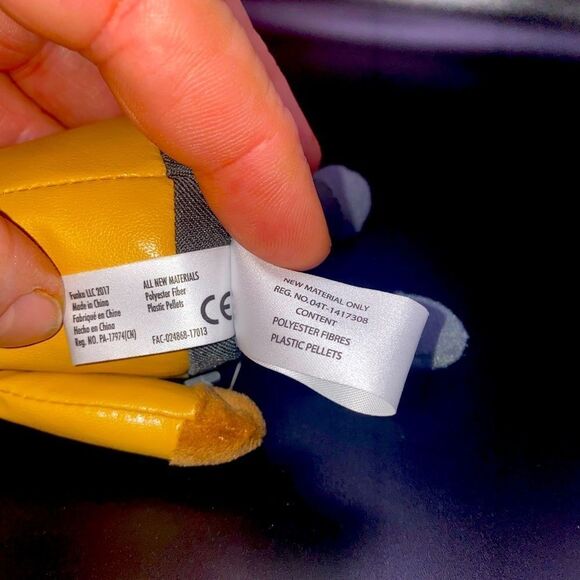 Funko LLC 2017
Made in China
Fabriqué en Chine
Hecho en China
Reg. NO. PA-17974(CN)
ALL NEW MATERIALS
Polyester Fiber
Plastic Pellets
CE
FAC-024868-17013
NEW MATERIAL ONLY
REG. NO.04T-1417308
CONTENT
POLYESTER FIBRES
PLASTIC PELLETS